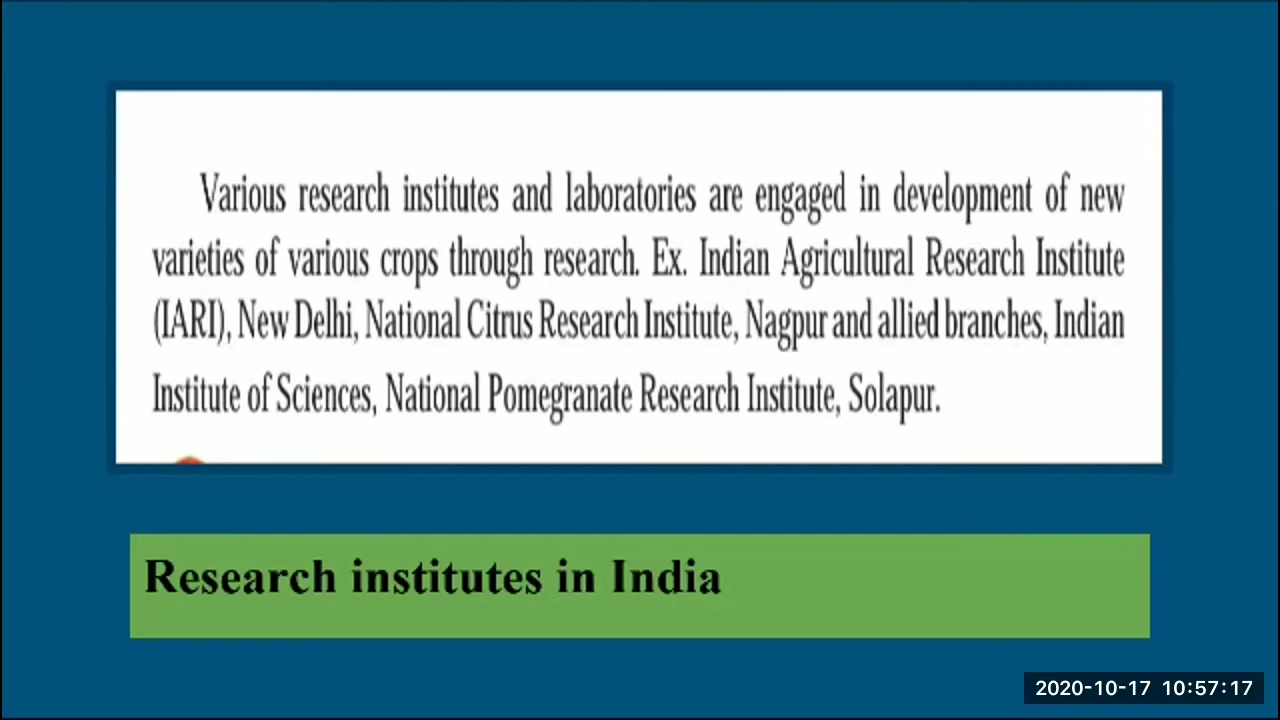 Various research institutes and laboratories are engaged in development of new
varieties of various crops through research. Ex. Indian Agricultural Research Institute
(IARI), New Delhi, National Citrus Research Institute, Nagpur and allied branches, Indian
Institute of Sciences, National Pomegranate Research Institute, Solapur.
Research institutes in India
2020-10-17 10:57:17